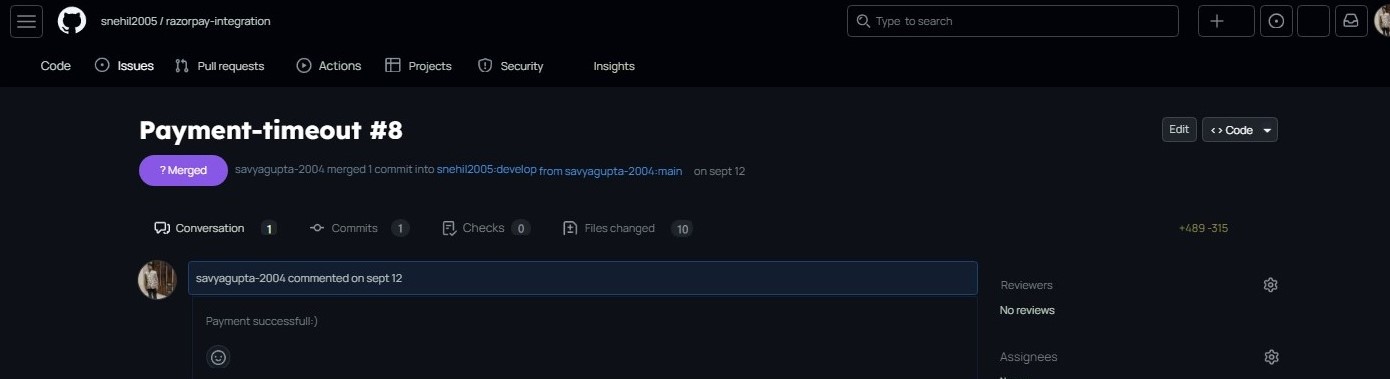 snehil2005 / razorpay-integration Type to search
Code Issues Pull requests Actions Projects Security Insights
Payment-timeout #8 Edit <> Code
? Merged savyagupta-2004 merged 1 commit into snehil2005:develop from savyagupta-2004:main on sept 12
Conversation 1 Commits 1 Checks 0 Files changed 10 +489 -315
savyagupta-2004 commented on sept 12
Reviewers
No reviews
Payment successfull:)
Assignees